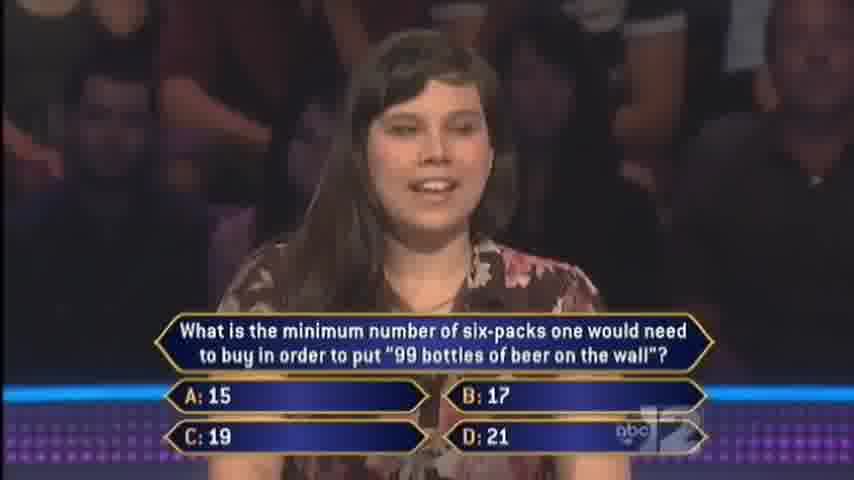 What is the minimum number of six-packs one would need
to buy in order to put "99 bottles of beer on the wall"?
A: 15
B: 17
C: 19
D: 21
abc 12